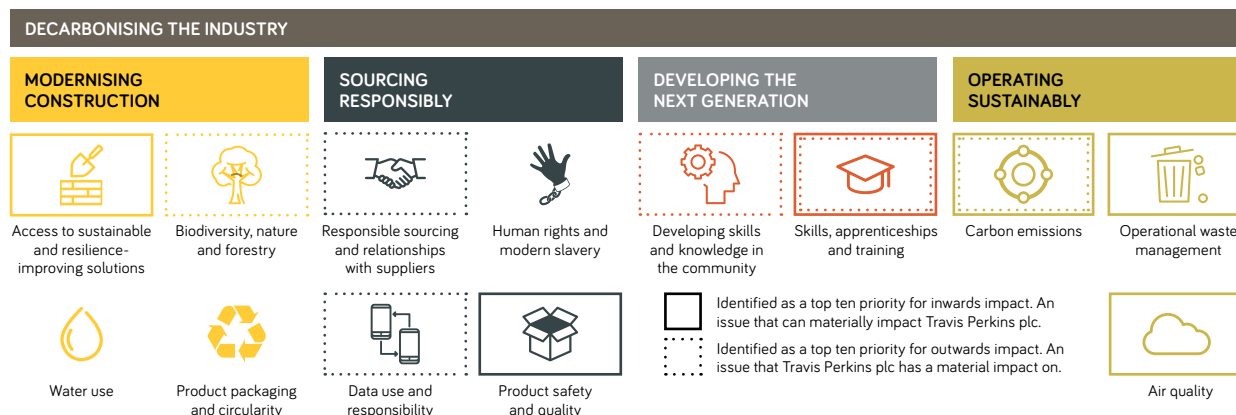 DECARBONISING THE INDUSTRY
MODERNISING
CONSTRUCTION
SOURCING
RESPONSIBLY
DEVELOPING THE
NEXT GENERATION
OPERATING
SUSTAINABLY
Access to sustainable
and resilience-
improving solutions
Biodiversity, nature
and forestry
Responsible sourcing
and relationships
with suppliers
Human rights and
modern slavery
Developing skills
and knowledge in
the community
Skills, apprenticeships
and training
Carbon emissions
Operational waste
management
Water use
Product packaging
and circularity
Data use and
responsibility
Product safety
and quality
Identified as a top ten priority for inwards impact. An
issue that can materially impact Travis Perkins plc.
Identified as a top ten priority for outwards impact. An
issue that Travis Perkins plc has a material impact on.
Air quality